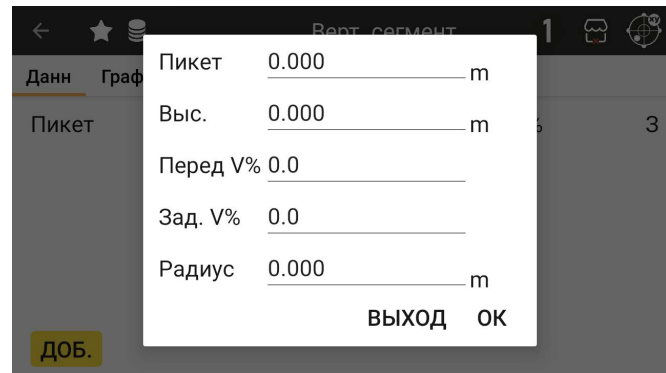 Верт. сегмент 1
Данн Граф
Пикет % З
Пикет 0.000 m
Выс. 0.000 m
Перед V% 0.0
Зад. V% 0.0
Радиус 0.000 m
ВЫХОД ОК
ДОБ.